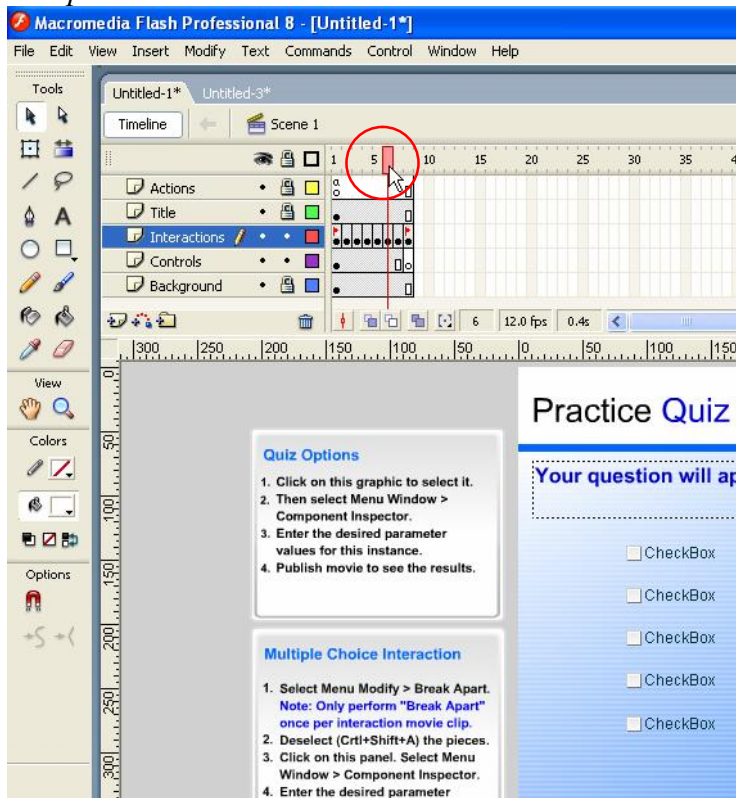 Macromedia Flash Professional 8 - [Untitled-1*]
File Edit View Insert Modify Text Commands Control Window Help
Tools
Untitled-1* Untitled-3*
Timeline Scene 1
1 5 10 15 20 25 30 35
Actions
Title
Interactions
Controls
Background
6 12.0 fps 0.4s
300 250 200 150 100 50 0 50 100 150
View
Colors
Options
0
50
100
150
200
250
300
Practice Quiz
Quiz Options
1. Click on this graphic to select it.
2. Then select Menu Window >
Component Inspector.
3. Enter the desired parameter
values for this instance.
4. Publish movie to see the results.
Your question will ap
CheckBox
CheckBox
CheckBox
CheckBox
CheckBox
Multiple Choice Interaction
1. Select Menu Modify > Break Apart.
Note: Only perform "Break Apart"
once per interaction movie clip.
2. Deselect (Crtl+Shift+A) the pieces.
3. Click on this panel. Select Menu
Window > Component Inspector.
4. Enter the desired parameter